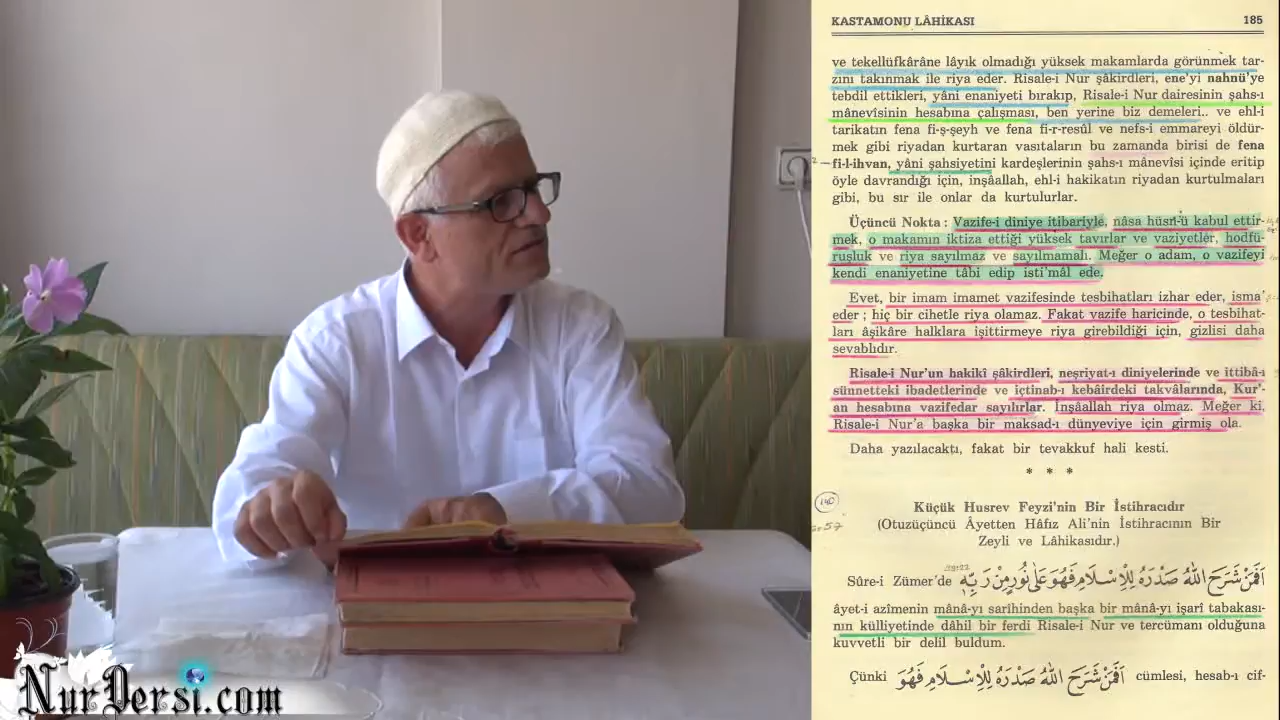 KASTAMONU LÂHİKASI 185
ve tekellüfkârâne lâyık olmadığı yüksek makamlarda görünmek tar-
zını takınmak ile riya eder. Risale-i Nur şâkirdleri, ene'yi nahnü'ye
tebdil ettikleri, yâni enaniyeti bırakıp, Risale-i Nur dairesinin şahs-ı
mânevîsinin hesabına çalışması, ben yerine biz demeleri.. ve ehl-i
tarikatın fena fi-ş-şeyh ve fena fi-r-resûl ve nefs-i emmareyi öldür-
mek gibi riyadan kurtaran vasıtaların bu zamanda birisi de fena
fi-l-ihvan, yâni şahsiyetini kardeşlerinin şahs-ı mânevîsi içinde eritip
öyle davrandığı için, inşâallah, ehl-i hakikatın riyadan kurtulmaları
gibi, bu sır ile onlar da kurtulurlar.
Üçüncü Nokta : Vazife-i diniye itibariyle, nâsa hüsn-ü kabul ettir-
mek, o makamın iktiza ettiği yüksek tavırlar ve vaziyetler, hodfü-
ruşluk ve riya sayılmaz ve sayılmamalı. Meğer o adam, o vazifeyi
kendi enaniyetine tâbi edip isti'mâl ede.
Evet, bir imam imamet vazifesinde tesbihatları izhar eder, isma'
eder ; hiç bir cihetle riya olamaz. Fakat vazife haricinde, o tesbihat-
ları âşikâre halklara işittirmeye riya girebildiği için, gizlisi daha
sevablıdır.
Risale-i Nur'un hakikî şâkirdleri, neşriyat-ı diniyelerinde ve ittibâ-ı
sünnetteki ibadetlerinde ve içtinab-ı kebâirdeki takvâlarında, Kur'-
an hesabına vazifedar sayılırlar. İnşâallah riya olmaz. Meğer ki,
Risale-i Nur'a başka bir maksad-ı dünyeviye için girmiş ola.
Daha yazılacaktı, fakat bir tevakkuf hali kesti.
* * *
Küçük Husrev Feyzi'nin Bir İstihracıdır
(Otuzüçüncü Âyetten Hâfız Ali'nin İstihracının Bir
Zeyli ve Lâhikasıdır.)
Sûre-i Zümer'de اَفَمَنْ شَرَحَ اللّٰهُ صَدْرَهُ لِلْاِسْلَامِ فَهُوَ عَلٰى نُورٍ مِنْ رَبِّهِ
âyet-i azîmenin mânâ-yı sarihinden başka bir mânâ-yı işarî tabakası-
nın külliyetinde dâhil bir ferdi Risale-i Nur ve tercümanı olduğuna
kuvvetli bir delil buldum.
Çünki اَفَمَنْ شَرَحَ اللّٰهُ صَدْرَهُ لِلْاِسْلَامِ فَهُوَ cümlesi, hesab-ı cif-
NurDersi.com